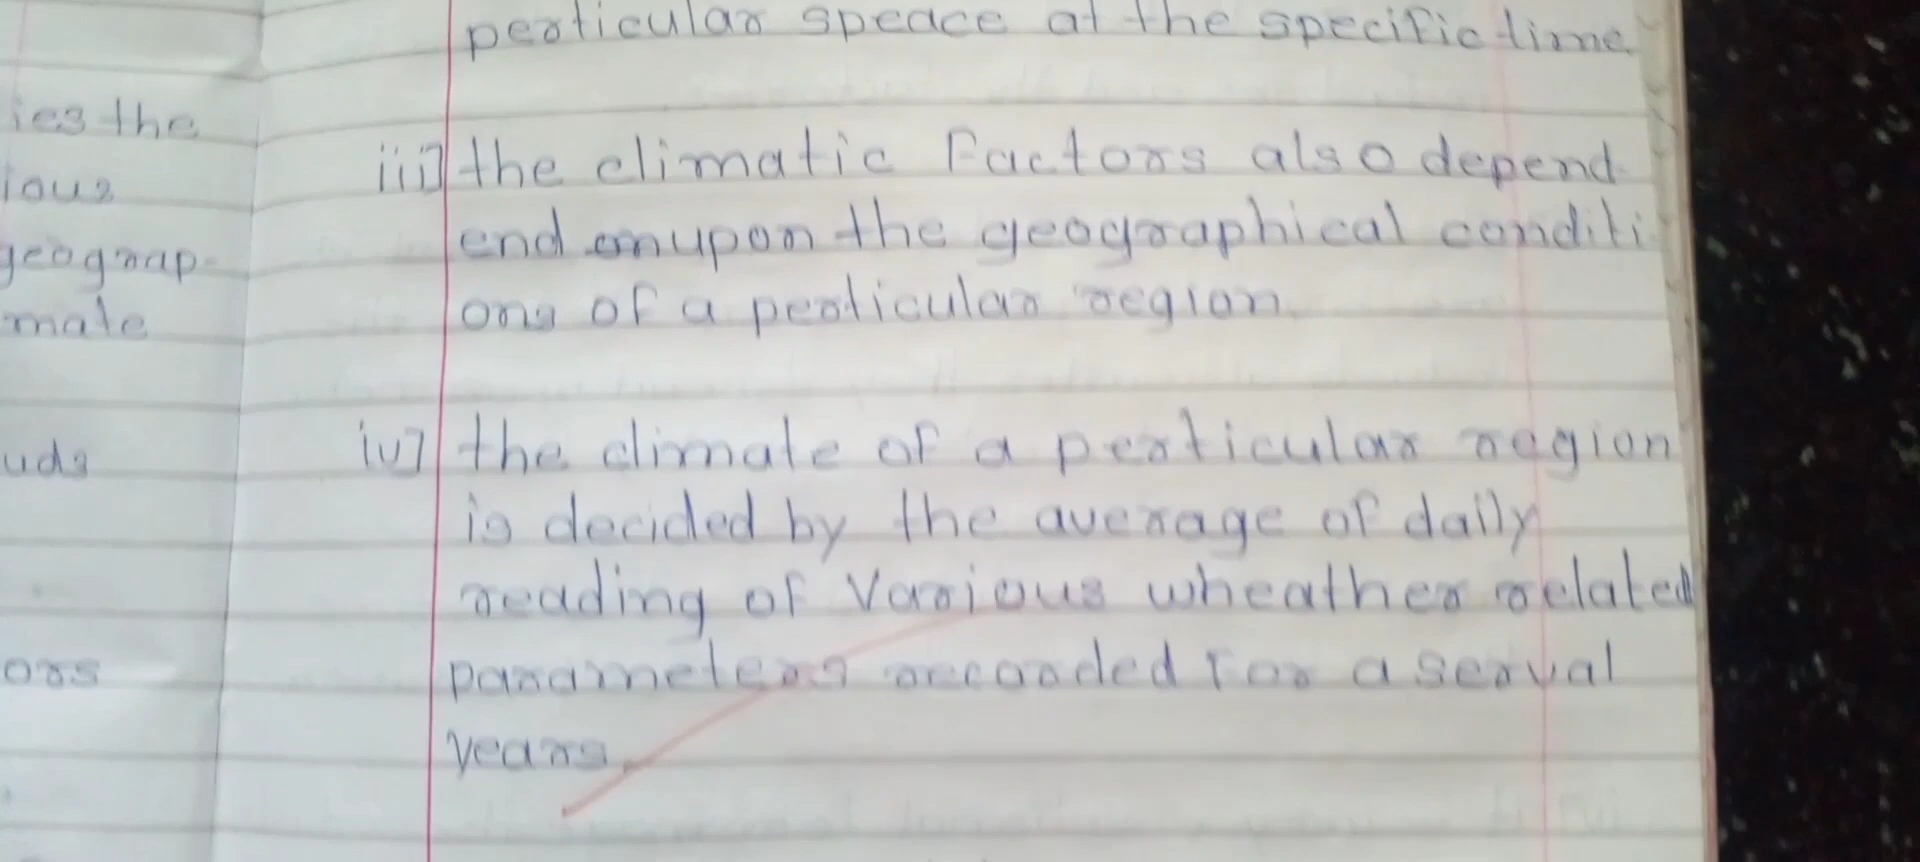 perticular speace at the specific time
ies the
ious
geograp-
mate
uds
ors
iii] the climatic factors also depend
end upon the geographical conditi
ons of a perticular region
iv] the climate of a perticular region
is decided by the average of daily
reading of Various wheather related
parameters recorded for a serval
years.